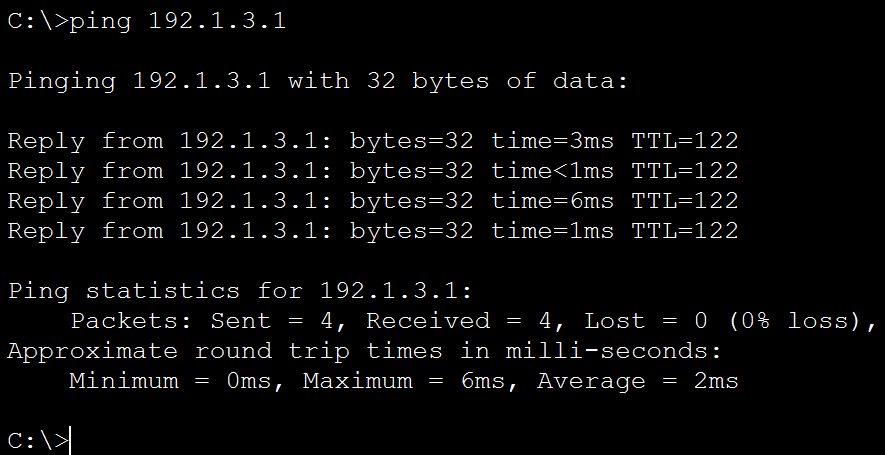 C:\>ping 192.1.3.1
Pinging 192.1.3.1 with 32 bytes of data:
Reply from 192.1.3.1: bytes=32 time=3ms TTL=122
Reply from 192.1.3.1: bytes=32 time<1ms TTL=122
Reply from 192.1.3.1: bytes=32 time=6ms TTL=122
Reply from 192.1.3.1: bytes=32 time=1ms TTL=122
Ping statistics for 192.1.3.1:
    Packets: Sent = 4, Received = 4, Lost = 0 (0% loss),
Approximate round trip times in milli-seconds:
    Minimum = 0ms, Maximum = 6ms, Average = 2ms
C:\>